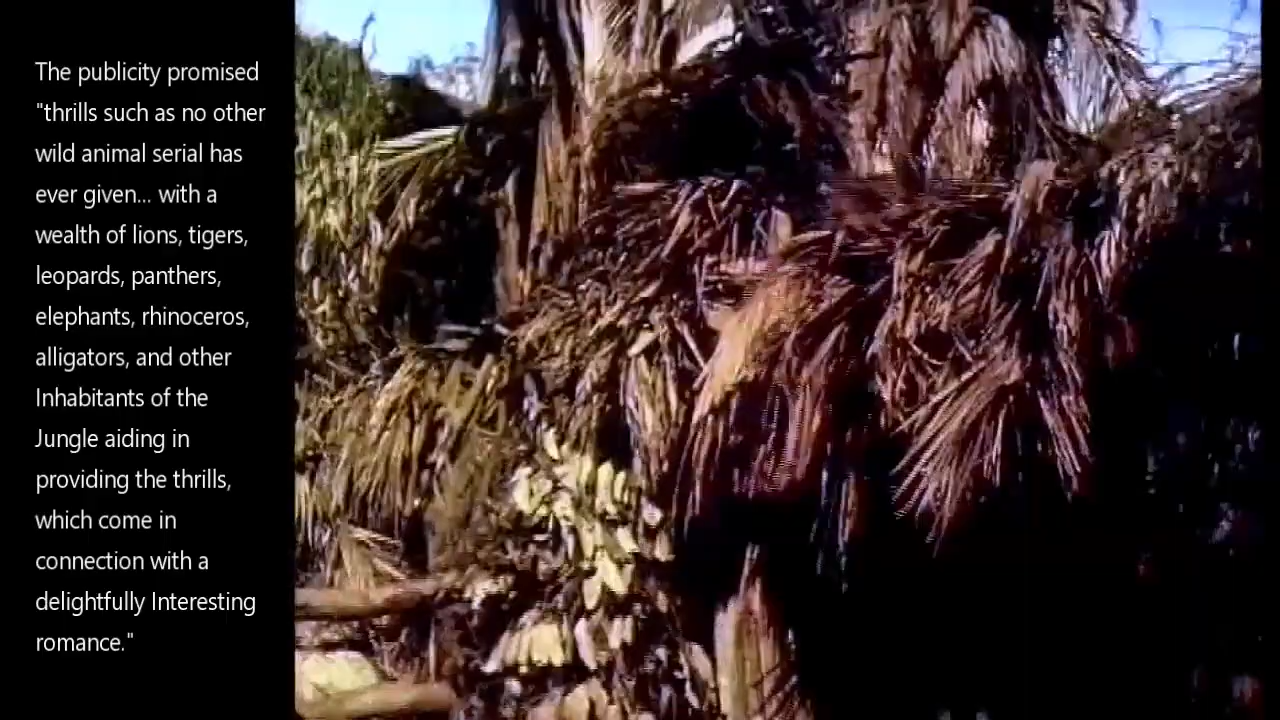 The publicity promised
"thrills such as no other
wild animal serial has
ever given... with a
wealth of lions, tigers,
leopards, panthers,
elephants, rhinoceros,
alligators, and other
Inhabitants of the
Jungle aiding in
providing the thrills,
which come in
connection with a
delightfully Interesting
romance."